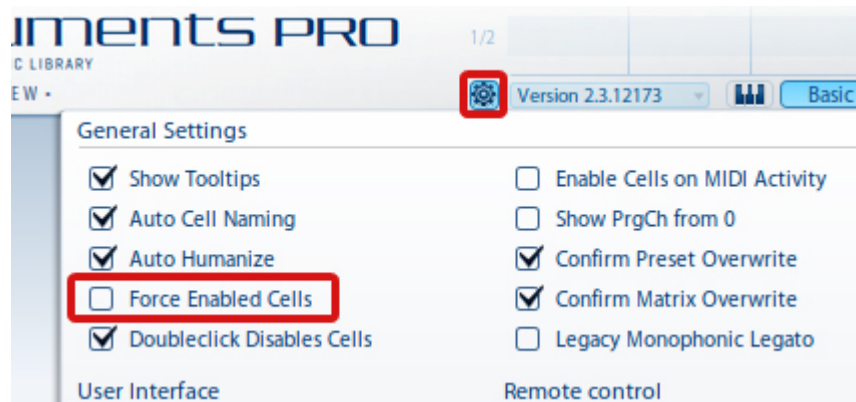 ments PRO
1/2
C LIBRARY
EW
Version 2.3.12173
Basic
General Settings
Show Tooltips
Enable Cells on MIDI Activity
Auto Cell Naming
Show PrgCh from 0
Auto Humanize
Confirm Preset Overwrite
Force Enabled Cells
Confirm Matrix Overwrite
Doubleclick Disables Cells
Legacy Monophonic Legato
User Interface
Remote control